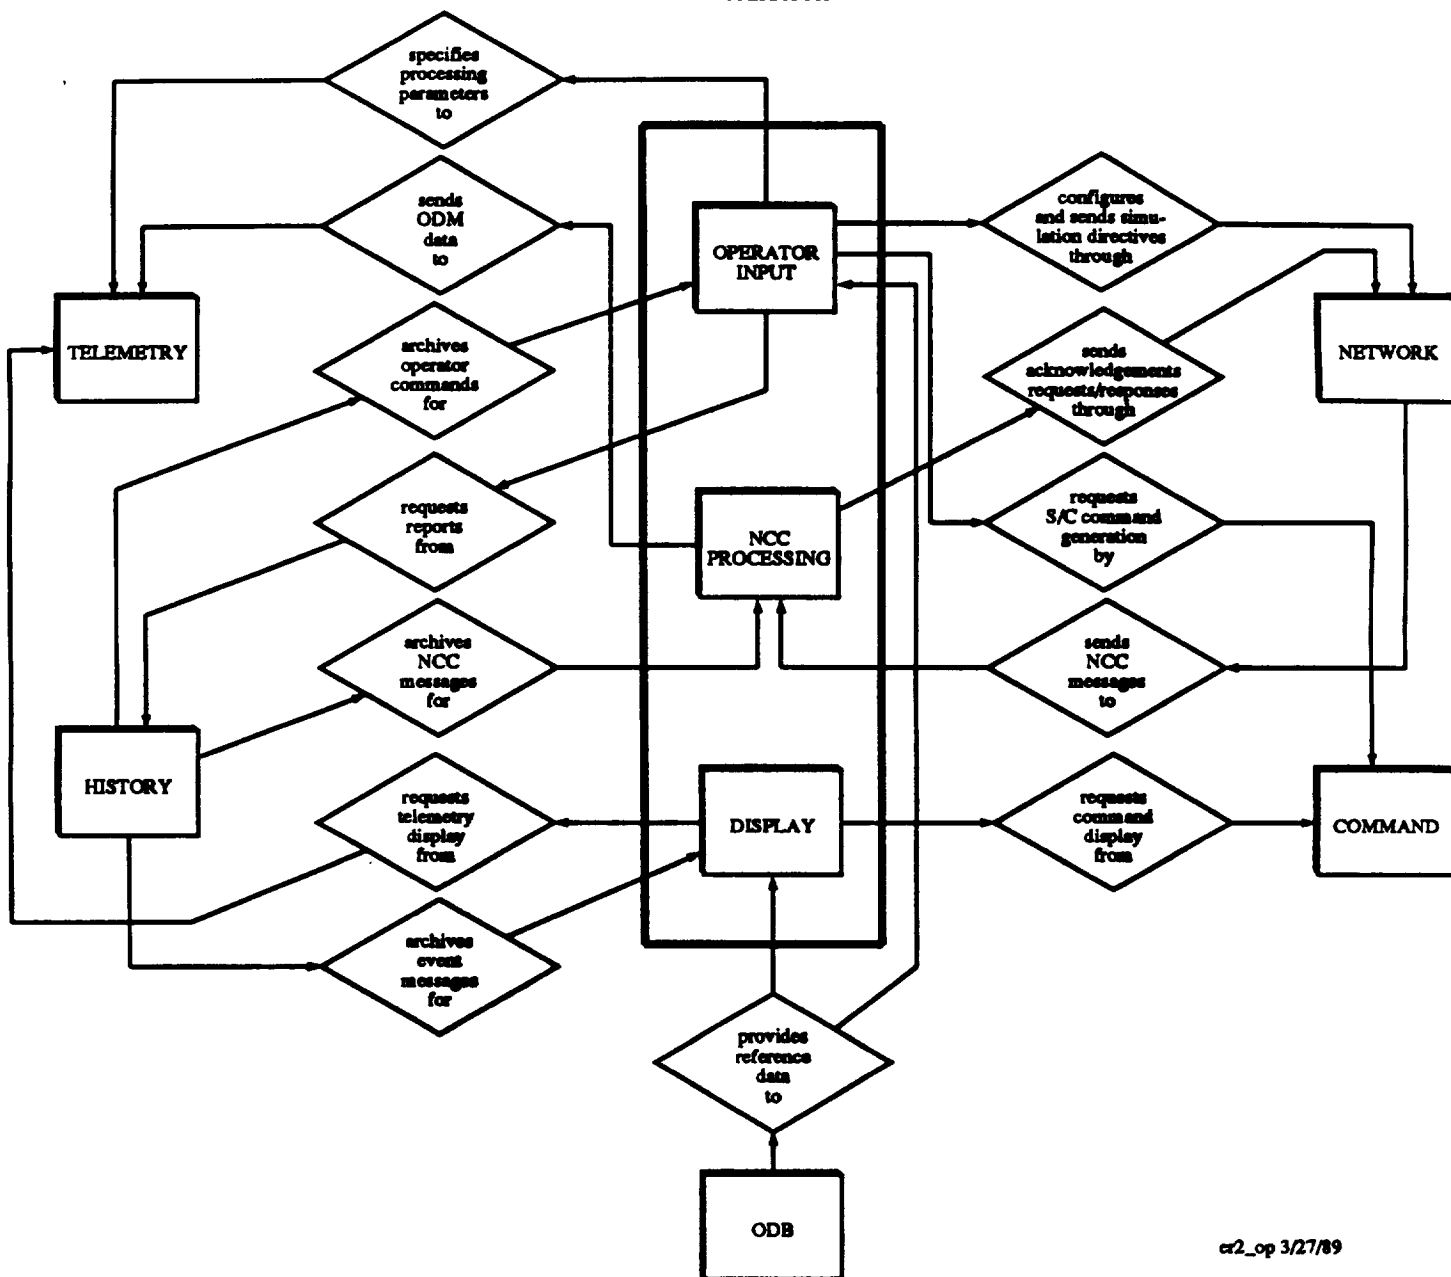 specifies
processing
parameters
to
sends
ODM
data
to
configures
and sends simu-
lation directives
through
OPERATOR
INPUT
TELEMETRY
archives
operator
commands
for
sends
acknowledgements
requests/responses
through
NETWORK
requests
reports
from
NCC
PROCESSING
requests
S/C command
generation
by
archives
NCC
messages
for
sends
NCC
messages
to
HISTORY
requests
telemetry
display
from
DISPLAY
requests
command
display
from
COMMAND
archives
event
messages
for
provides
reference
data
to
ODB
er2_op 3/27/89